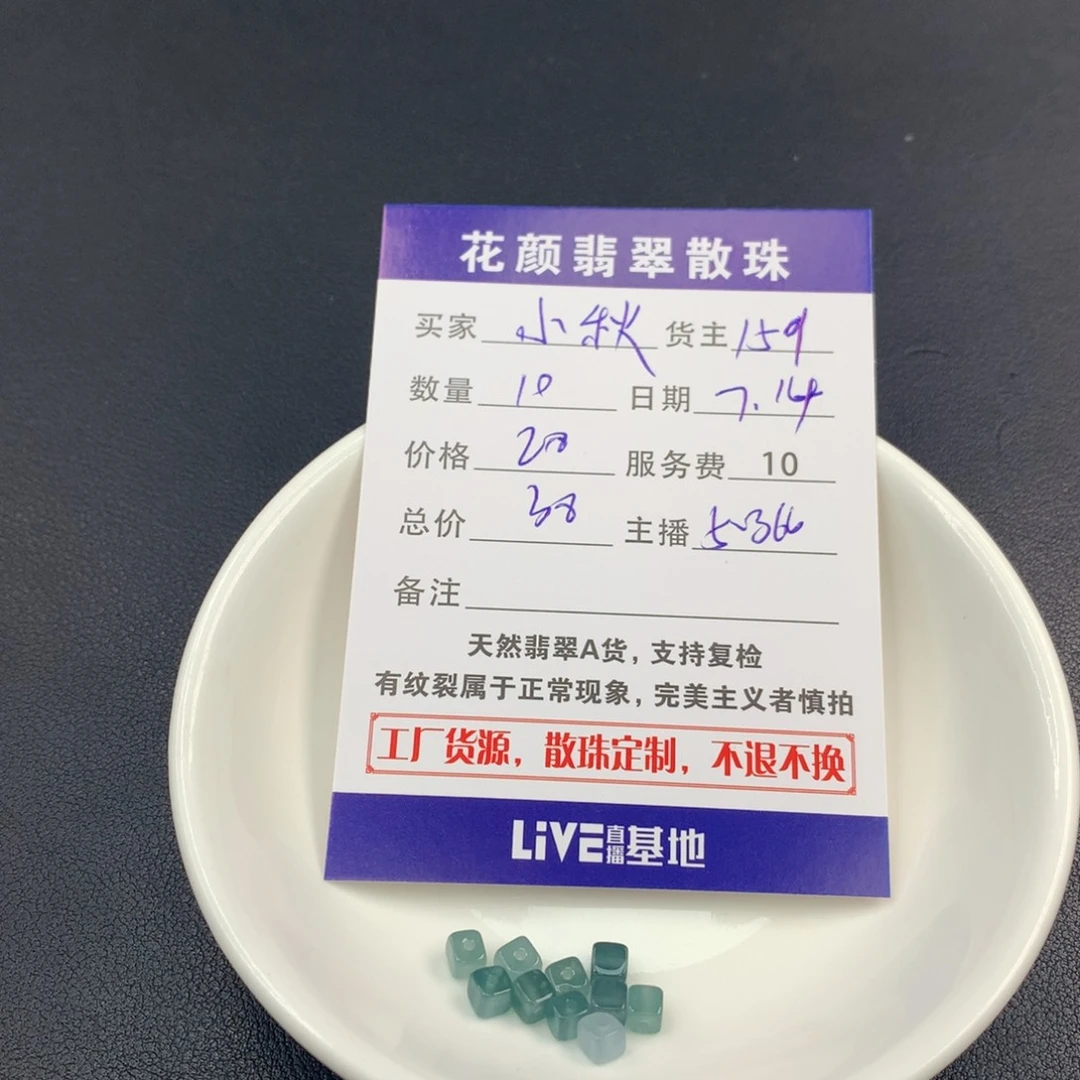 花颜翡翠散珠
买家 小秋 货主 159
数量 10 日期 7.14
价格 28 服务费 10
总价 38 主播
备注
天然翡翠A货，支持复检
有纹裂属于正常现象，完美主义者慎拍
工厂货源，散珠定制，不退不换
LiVE直播基地